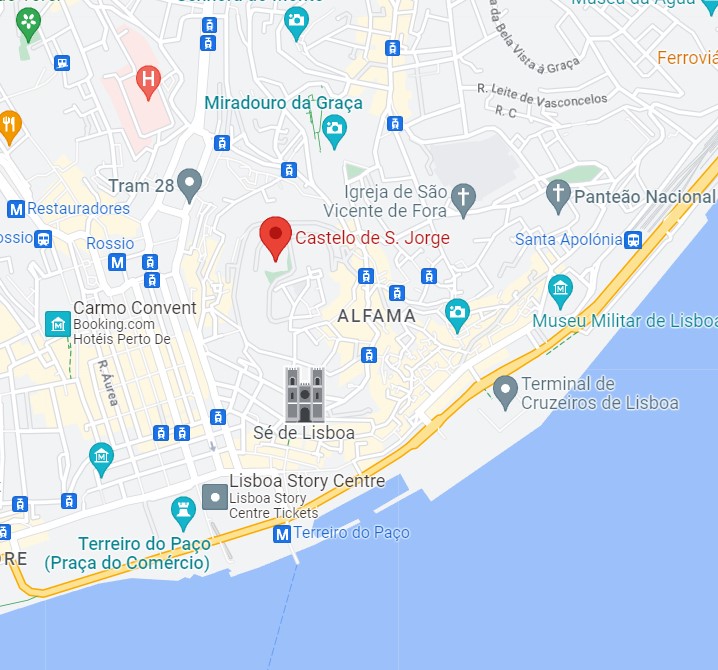 Museu da Água
Ferroviá
da Bela Vista à Graça
R. Leite de Vasconcelos
R. C
H
Miradouro da Graça
Tram 28
Igreja de São
Vicente de Fora
Panteão Nacional
M Restauradores
Rossio
M
Santa Apolónia
Castelo de S. Jorge
Carmo Convent
Booking.com
Hotéis Perto De
ALFAMA
Museu Militar de Lisboa
R. Áurea
Terminal de
Cruzeiros de Lisboa
Sé de Lisboa
Lisboa Story Centre
Lisboa Story
Centre Tickets
M Terreiro do Paço
Terreiro do Paço
(Praça do Comércio)
DRE